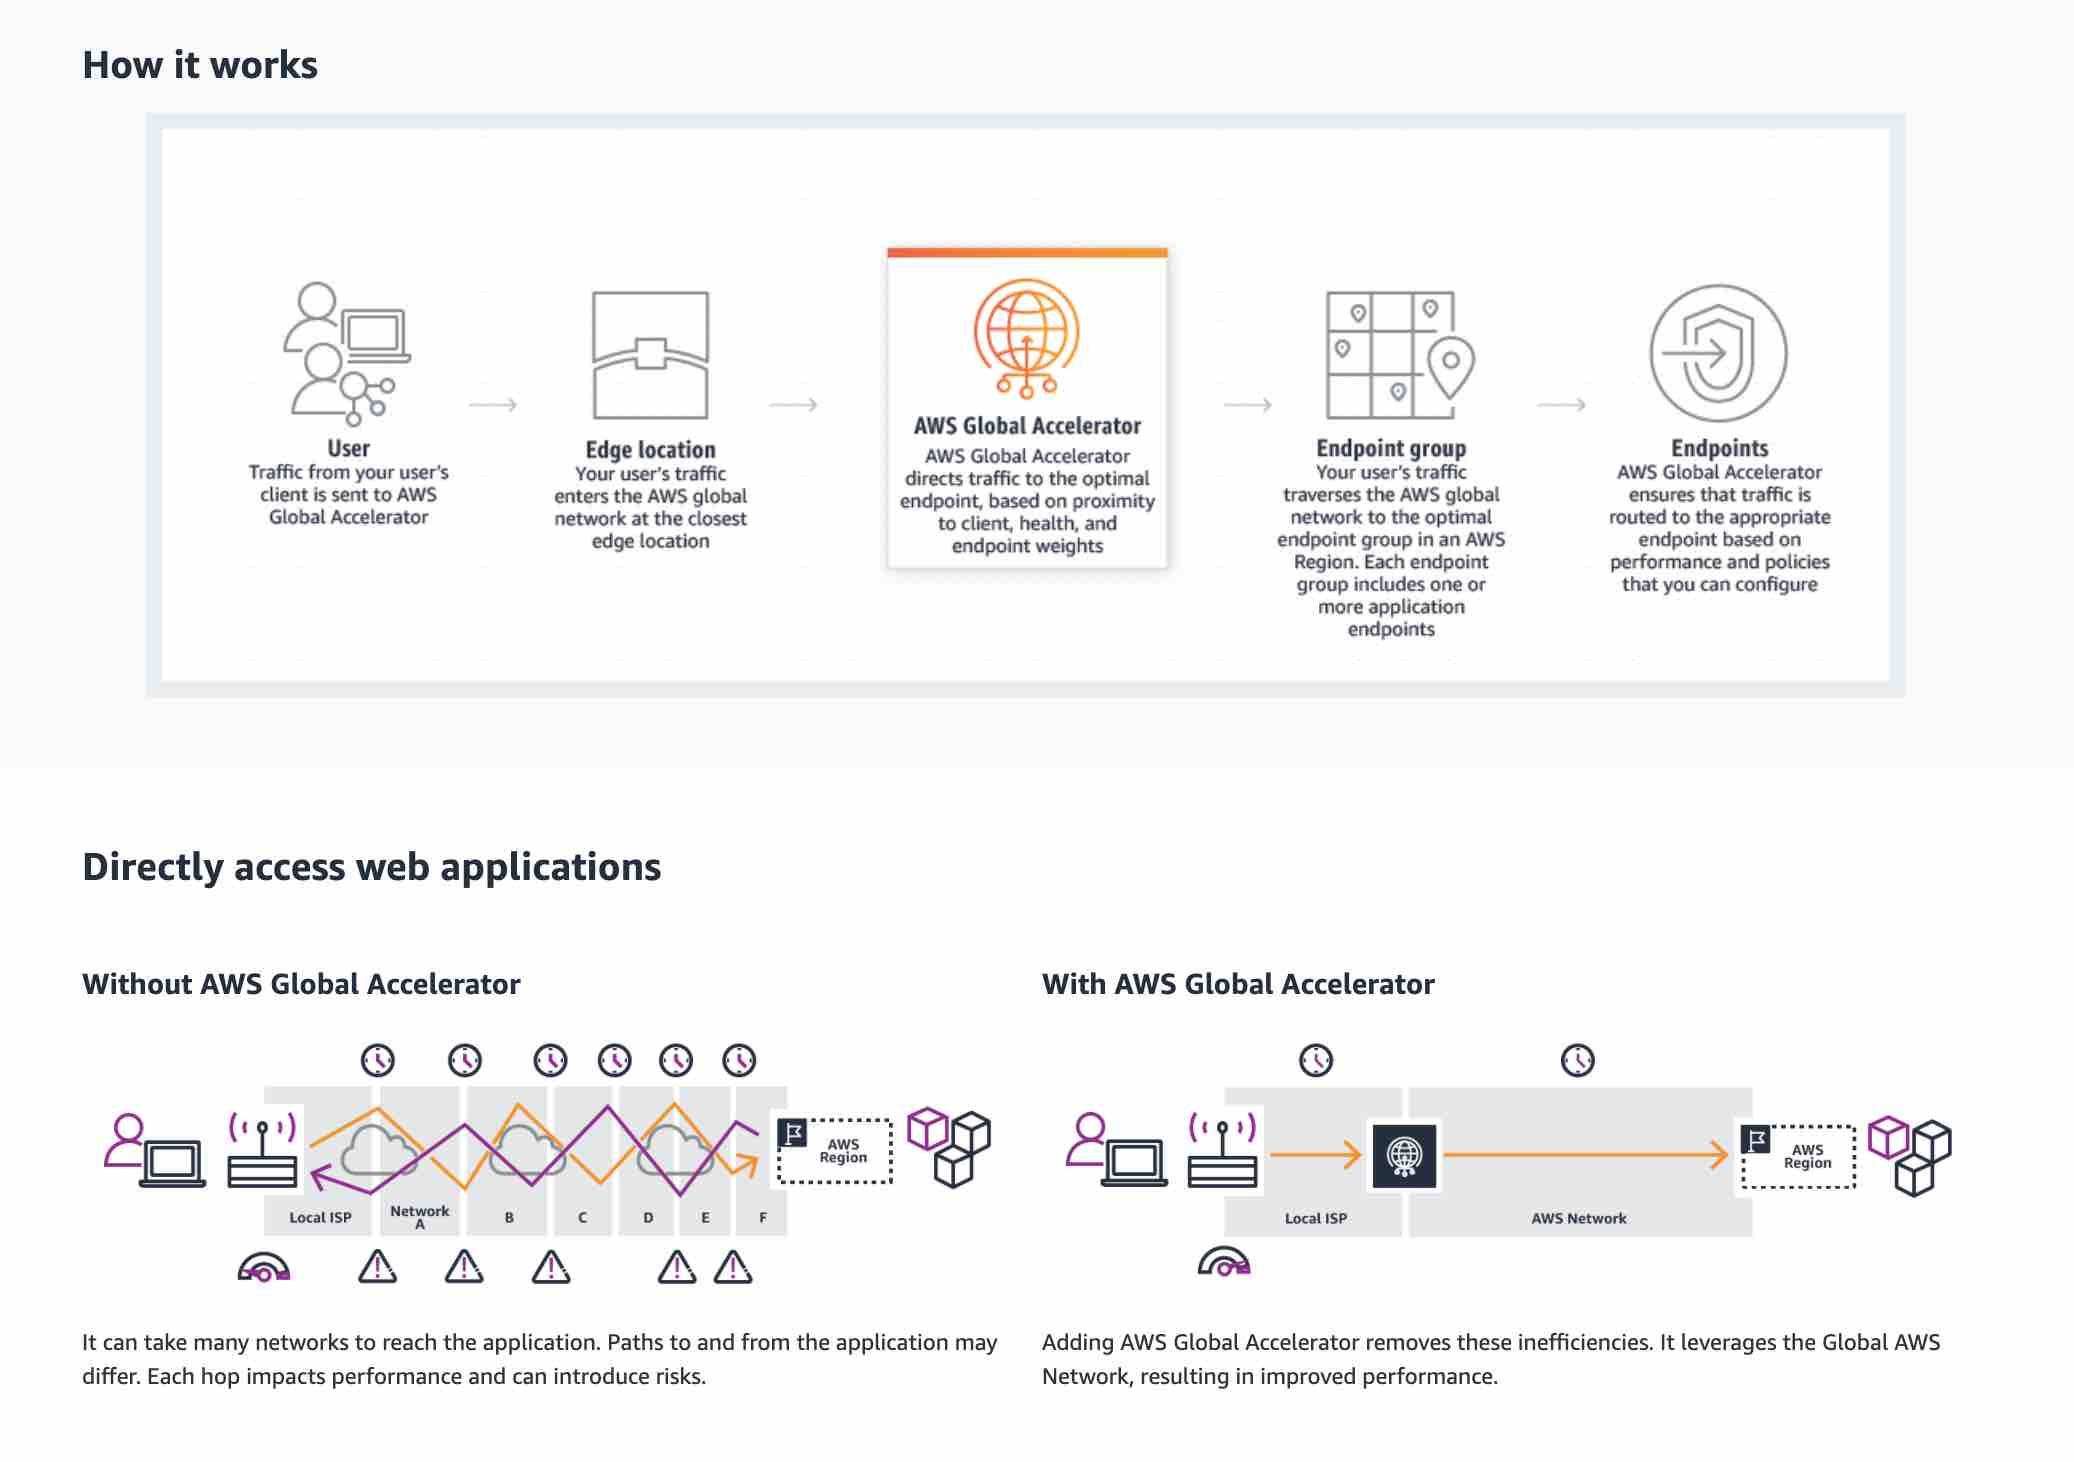 How it works
User
Traffic from your user's
client is sent to AWS
Global Accelerator
Edge location
Your user's traffic
enters the AWS global
network at the closest
edge location
AWS Global Accelerator
AWS Global Accelerator
directs traffic to the optimal
endpoint, based on proximity
to client, health, and
endpoint weights
Endpoint group
Your user's traffic
traverses the AWS global
network to the optimal
endpoint group in an AWS
Region. Each endpoint
group includes one or
more application
endpoints
Endpoints
AWS Global Accelerator
ensures that traffic is
routed to the appropriate
endpoint based on
performance and policies
that you can configure
Directly access web applications
Without AWS Global Accelerator
AWS
Region
Local ISP
Network
A
B
C
D
E
F
It can take many networks to reach the application. Paths to and from the application may
differ. Each hop impacts performance and can introduce risks.
With AWS Global Accelerator
AWS
Region
Local ISP
AWS Network
Adding AWS Global Accelerator removes these inefficiencies. It leverages the Global AWS
Network, resulting in improved performance.